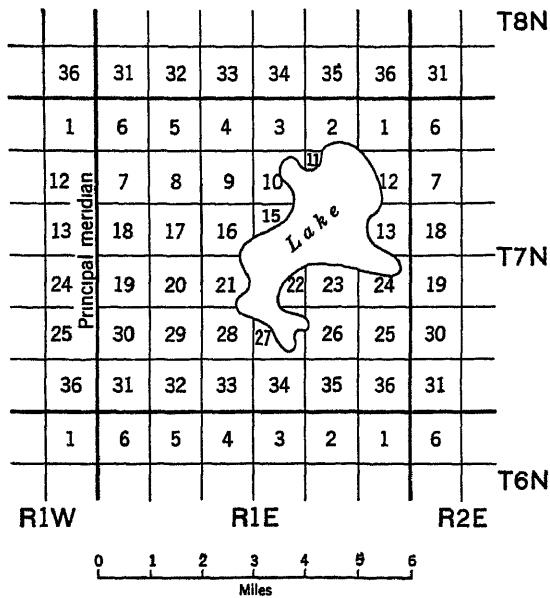 T8N
36 31 32 33 34 35 36 31
1 6 5 4 3 2 1 6
11
12 7 8 9 10 12 7
15
13 18 17 16 13 18
Lake
Principal meridian
T7N
24 19 20 21 22 23 24 19
25 30 29 28 27 26 25 30
36 31 32 33 34 35 36 31
1 6 5 4 3 2 1 6
T6N
R1W R1E R2E
0 1 2 3 4 5 6
Miles